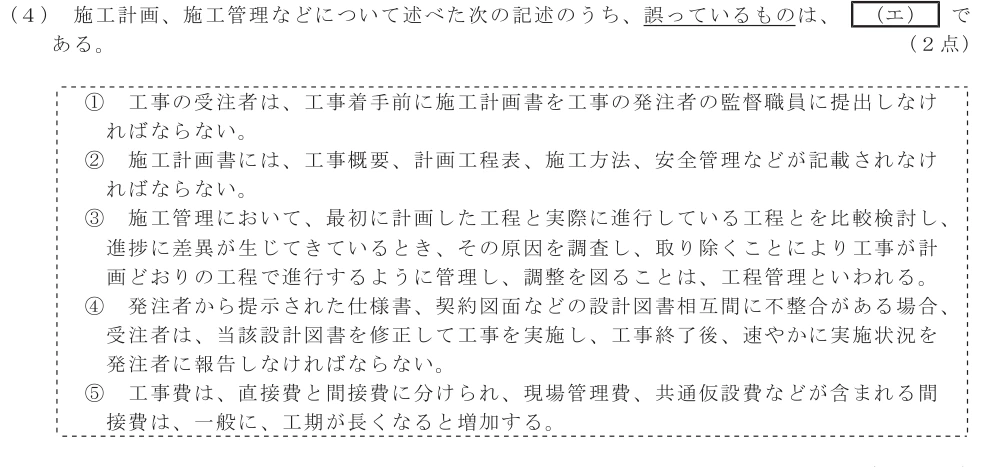 (4) 施工計画、施工管理などについて述べた次の記述のうち、誤っているものは、 (エ) で
ある。 (2点)
① 工事の受注者は、工事着手前に施工計画書を工事の発注者の監督職員に提出しなけ
ればならない。
② 施工計画書には、工事概要、計画工程表、施工方法、安全管理などが記載されなけ
ればならない。
③ 施工管理において、最初に計画した工程と実際に進行している工程とを比較検討し、
進捗に差異が生じてきているとき、その原因を調査し、取り除くことにより工事が計
画どおりの工程で進行するように管理し、調整を図ることは、工程管理といわれる。
④ 発注者から提示された仕様書、契約図面などの設計図書相互間に不整合がある場合、
受注者は、当該設計図書を修正して工事を実施し、工事終了後、速やかに実施状況を
発注者に報告しなければならない。
⑤ 工事費は、直接費と間接費に分けられ、現場管理費、共通仮設費などが含まれる間
接費は、一般に、工期が長くなると増加する。